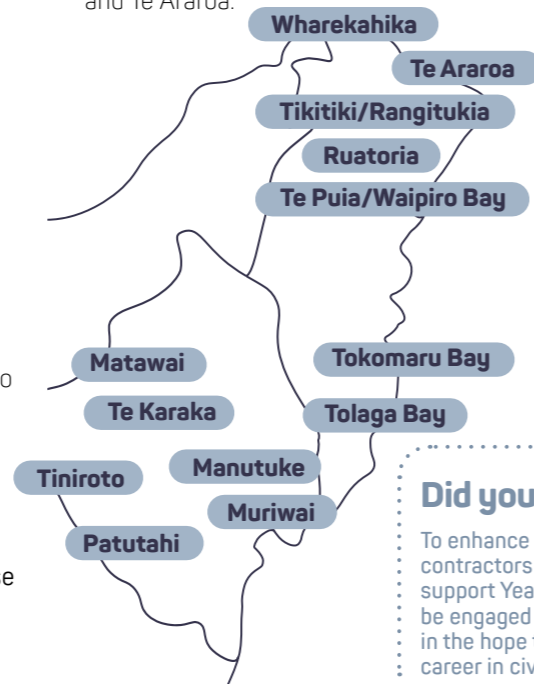 and Te Araroa.
Wharekahika
Te Araroa
Tikitiki/Rangitukia
Ruatoria
Te Puia/Waipiro Bay
Matawai
Tokomaru Bay
Te Karaka
Tolaga Bay
Tiniroto
Manutuke
Muriwai
Patutahi
Did you
To enhance
contractors
support Yea
be engaged
in the hope
career in civ